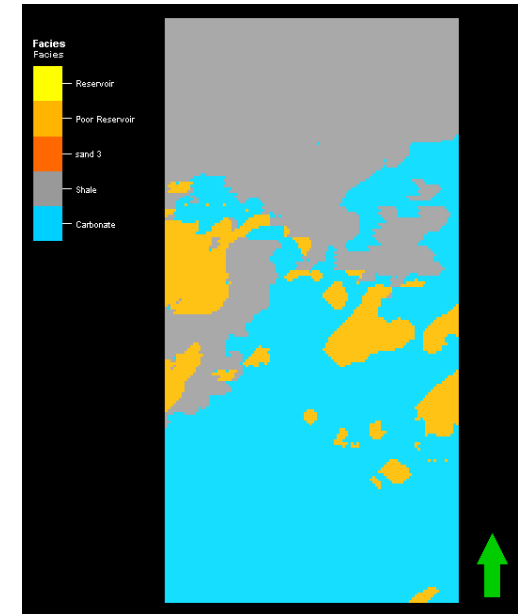 Facies
Facies
Reservoir
Poor Reservoir
sand 3
Shale
Carbonate